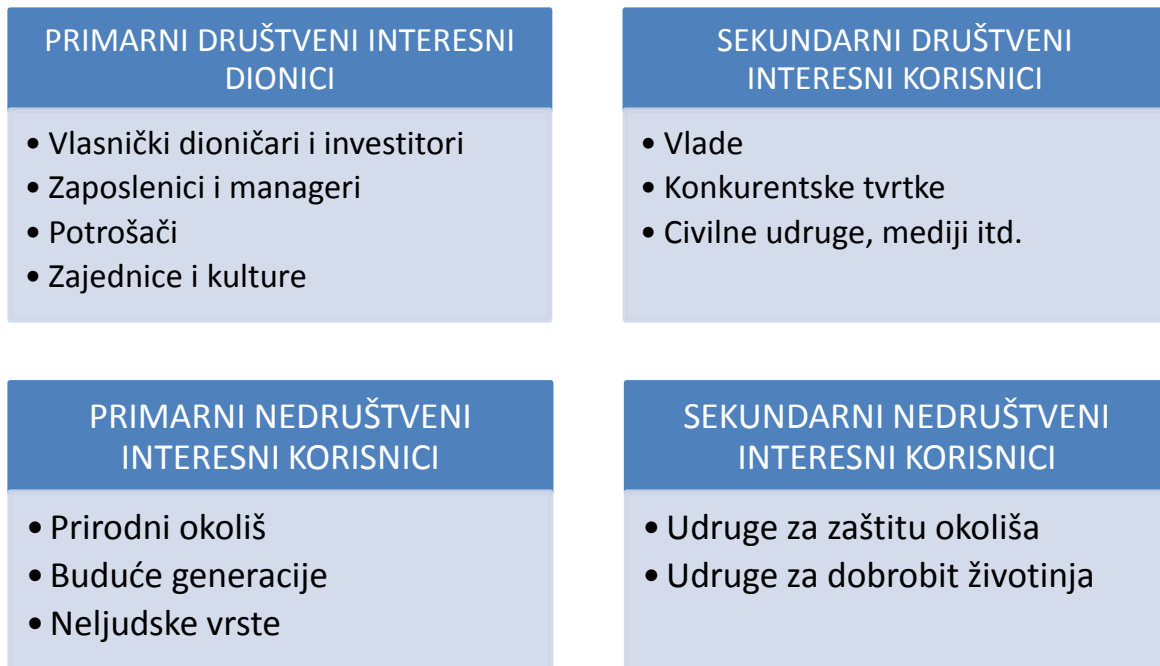 PRIMARNI DRUŠTVENI INTERESNI
DIONICI
• Vlasnički dioničari i investitori
• Zaposlenici i manageri
• Potrošači
• Zajednice i kulture
SEKUNDARNI DRUŠTVENI
INTERESNI KORISNICI
• Vlade
• Konkurentske tvrtke
• Civilne udruge, mediji itd.
PRIMARNI NEDRUŠTVENI
INTERESNI KORISNICI
• Prirodni okoliš
• Buduće generacije
• Neljudske vrste
SEKUNDARNI NEDRUŠTVENI
INTERESNI KORISNICI
• Udruge za zaštitu okoliša
• Udruge za dobrobit životinja